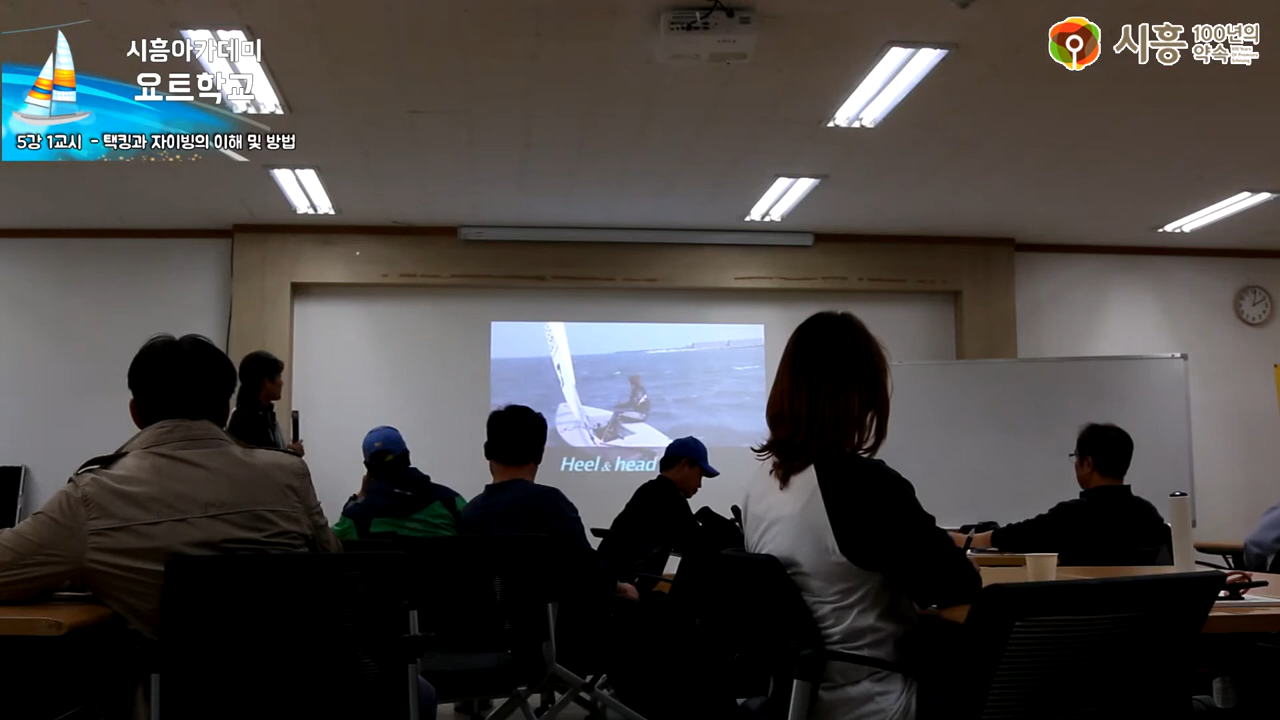 시흥아카데미
요트학교
5강 1교시 - 택킹과 자이빙의 이해 및 방법
시흥 100년의
약속
Heel & head